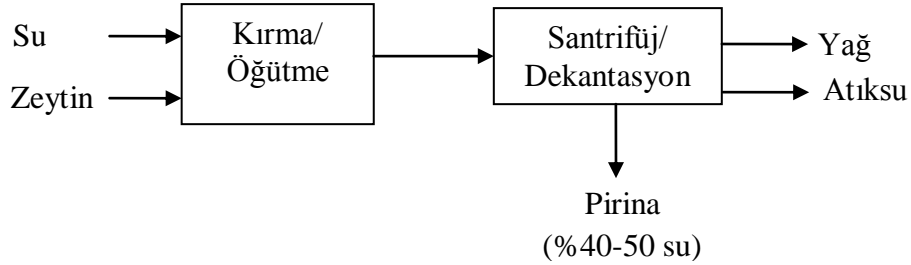 Su
Zeytin
Kırma/
Öğütme
Santrifüj/
Dekantasyon
Yağ
Atıksu
Pirina
(%40-50 su)